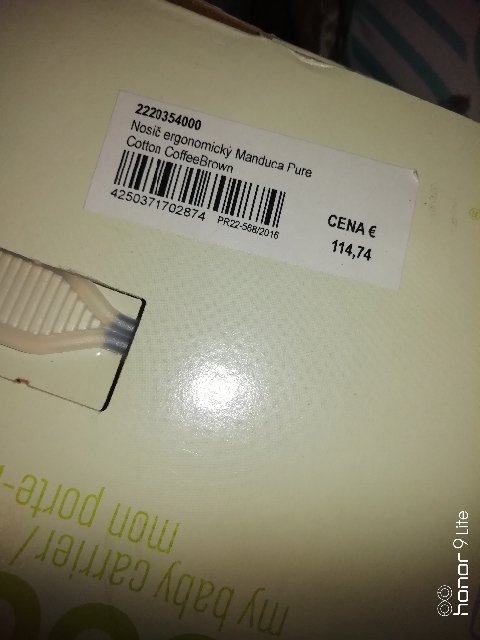 2220354000
Nosič ergonomický Manduca Pure
Cotton CoffeeBrown
4250371702874
PR22-588/2016
CENA €
114,74
mon porte-
my baby carrier/
honor 9 Lite